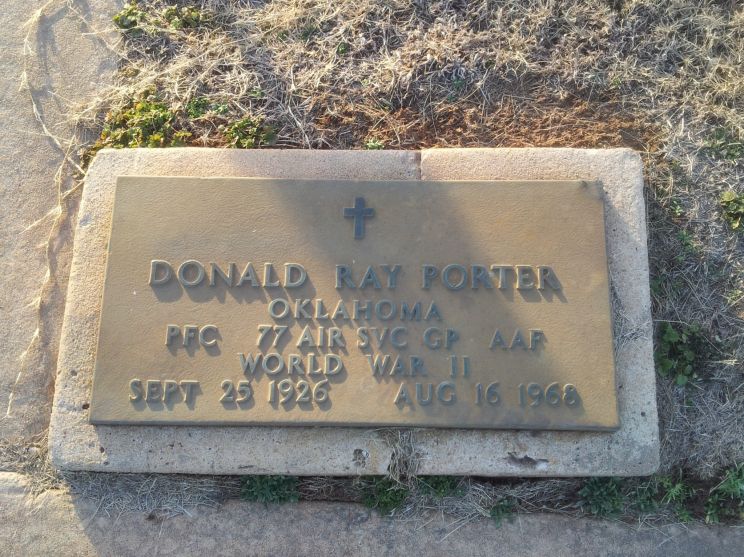 DONALD RAY PORTER
OKLAHOMA
PFC 77 AIR SVC GP AAF
WORLD WAR II
SEPT 25 1926 AUG 16 1968